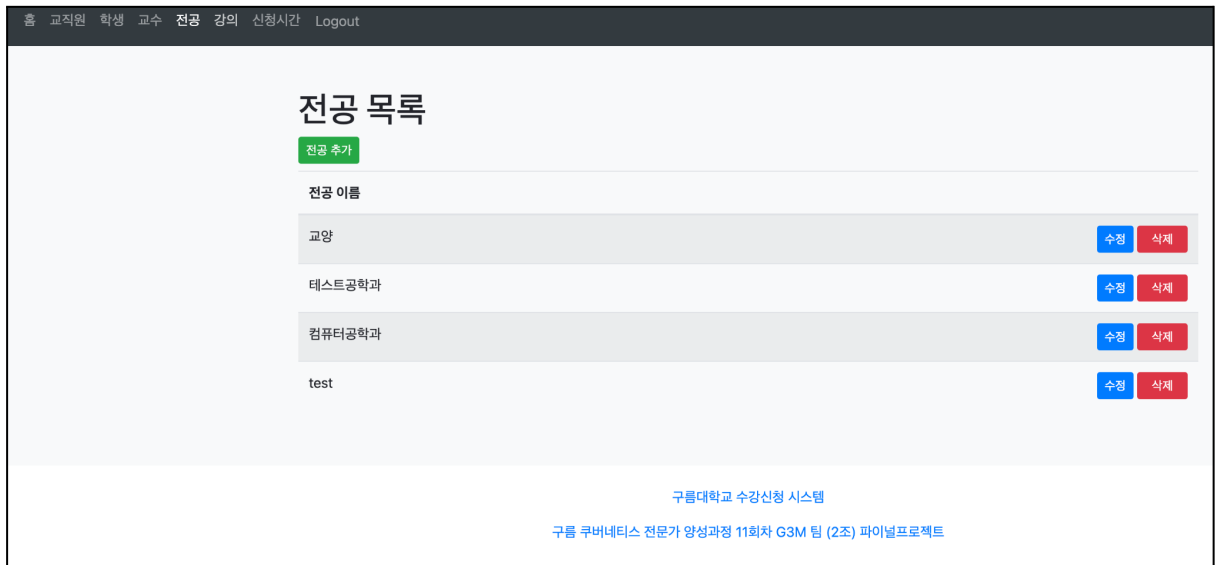 홈 교직원 학생 교수 전공 강의 신청시간 Logout
전공 목록
전공 추가
전공 이름
교양 수정 삭제
테스트공학과 수정 삭제
컴퓨터공학과 수정 삭제
test 수정 삭제
구름대학교 수강신청 시스템
구름 쿠버네티스 전문가 양성과정 11회차 G3M 팀 (2조) 파이널프로젝트